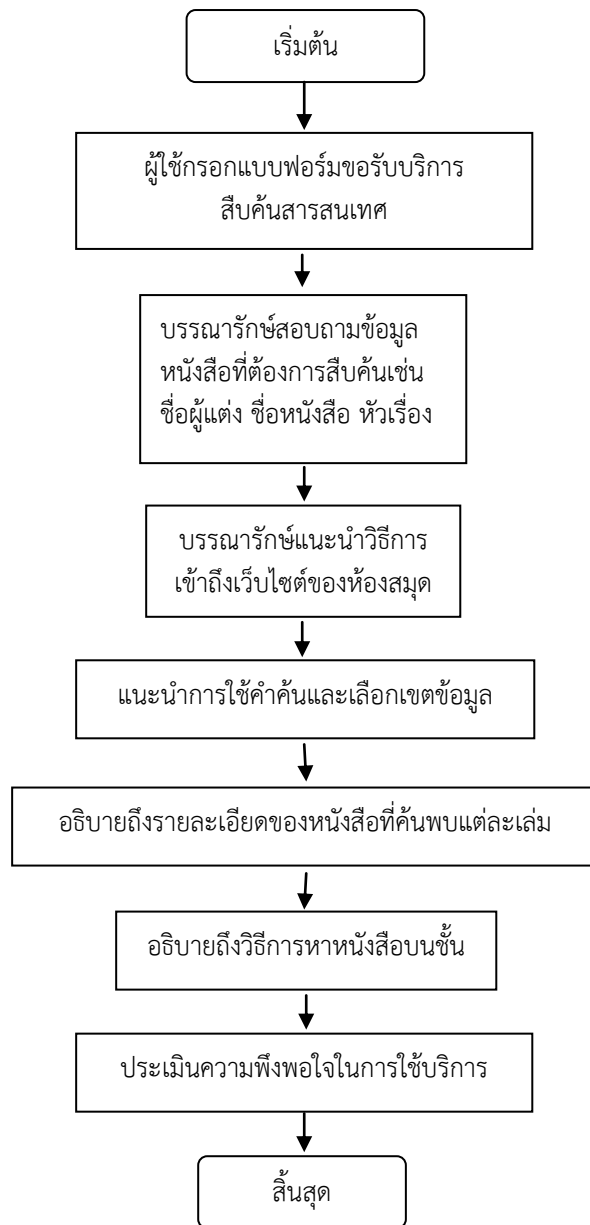 เริ่มต้น
ผู้ใช้กรอกแบบฟอร์มขอรับบริการ
สืบค้นสารสนเทศ
บรรณารักษ์สอบถามข้อมูล
หนังสือที่ต้องการสืบค้นเช่น
ชื่อผู้แต่ง ชื่อหนังสือ หัวเรื่อง
บรรณารักษ์แนะนำวิธีการ
เข้าถึงเว็บไซต์ของห้องสมุด
แนะนำการใช้คำค้นและเลือกเขตข้อมูล
อธิบายถึงรายละเอียดของหนังสือที่ค้นพบแต่ละเล่ม
อธิบายถึงวิธีการหาหนังสือบนชั้น
ประเมินความพึงพอใจในการใช้บริการ
สิ้นสุด